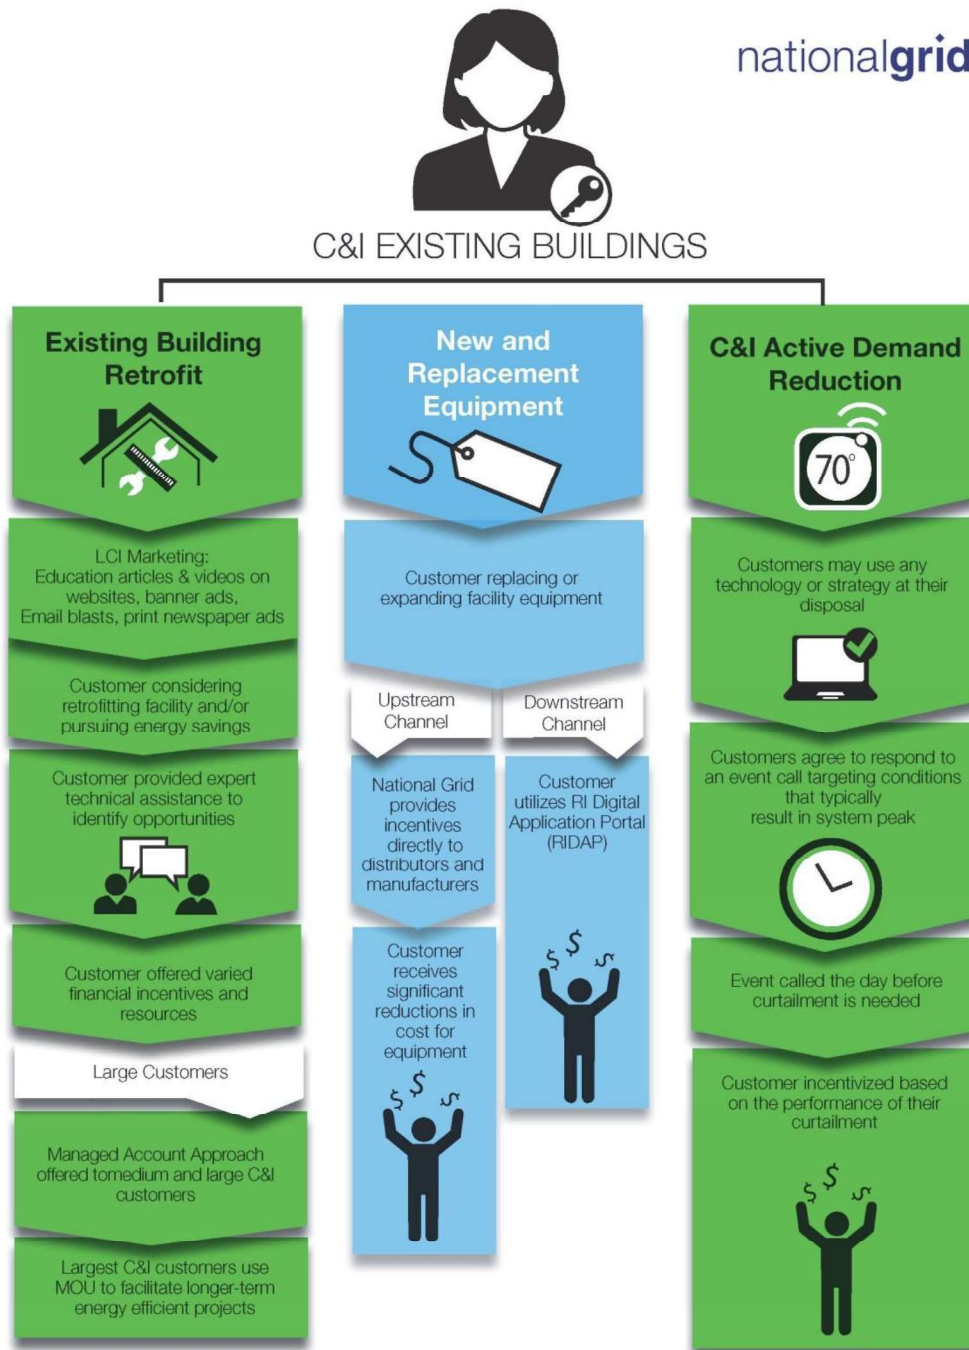 nationalgrid
C&I EXISTING BUILDINGS
Existing Building
Retrofit
LCI Marketing:
Education articles & videos on
websites, banner ads,
Email blasts, print newspaper ads
Customer considering
retrofitting facility and/or
pursuing energy savings
Customer provided expert
technical assistance to
identify opportunities
Customer offered varied
financial incentives and
resources
Large Customers
Managed Account Approach
offered tomedium and large C&I
customers
Largest C&I customers use
MOU to facilitate longer-term
energy efficient projects
New and
Replacement
Equipment
Customer replacing or
expanding facility equipment
Upstream
Channel
National Grid
provides
incentives
directly to
distributors and
manufacturers
Customer
receives
significant
reductions in
cost for
equipment
$ $ $
Downstream
Channel
Customer
utilizes RI Digital
Application Portal
(RIDAP)
$ $ $
C&I Active Demand
Reduction
70°
Customers may use any
technology or strategy at their
disposal
Customers agree to respond to
an event call targeting conditions
that typically
result in system peak
Event called the day before
curtailment is needed
Customer incentivized based
on the performance of their
curtailment
$ $ $